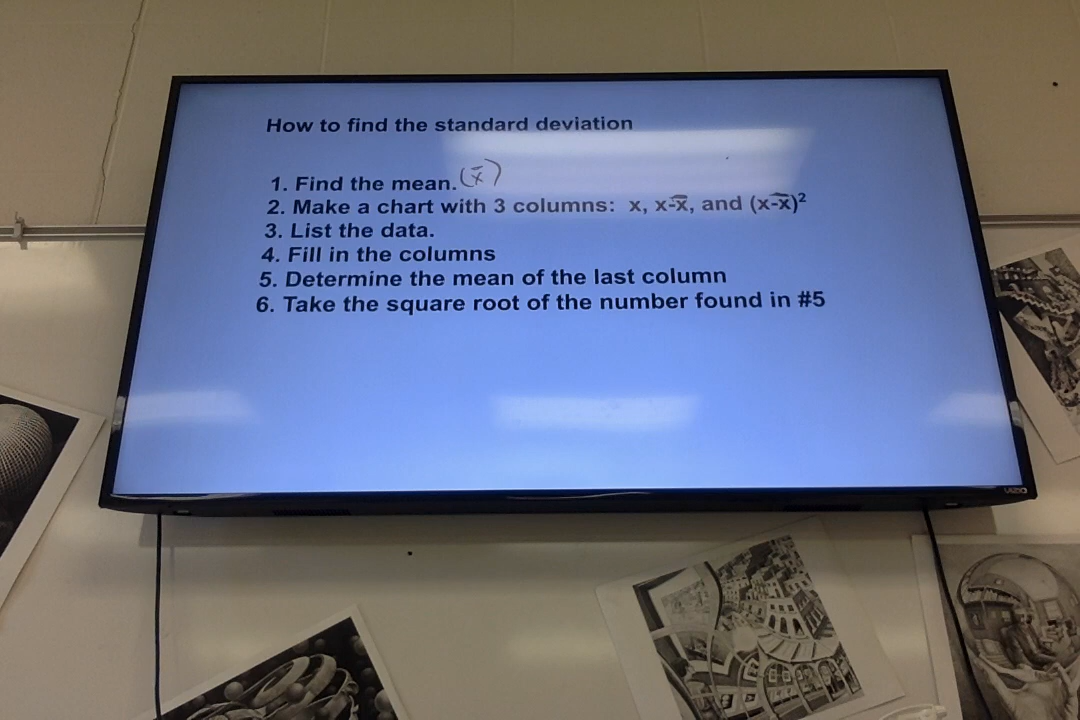 How to find the standard deviation
1. Find the mean. (x̄)
2. Make a chart with 3 columns: x, x-x̄, and (x-x̄)²
3. List the data.
4. Fill in the columns
5. Determine the mean of the last column
6. Take the square root of the number found in #5
VIZIO